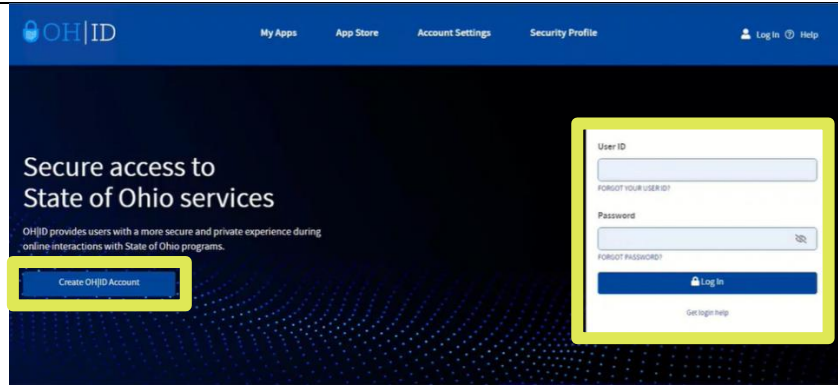 OH|ID
My Apps App Store Account Settings Security Profile Log In Help
Secure access to
State of Ohio services
OH|ID provides users with a more secure and private experience during
online interactions with State of Ohio programs.
Create OH|ID Account
User ID
FORGOT YOUR USER ID?
Password
FORGOT PASSWORD?
Log In
Get login help